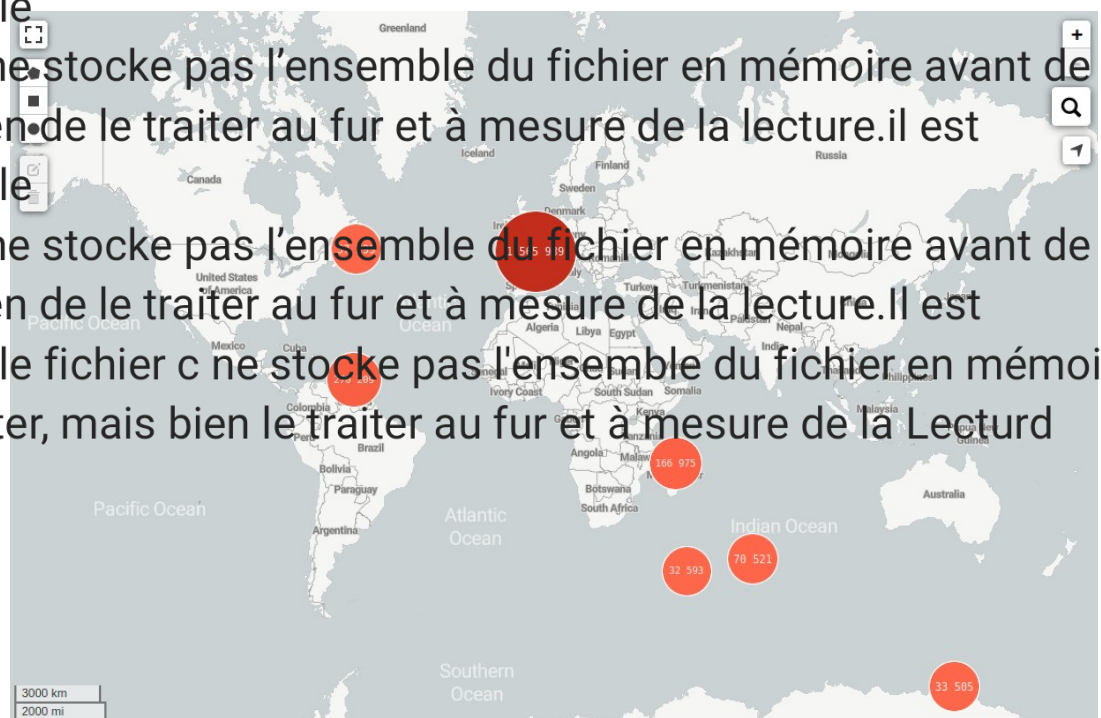 le
ne stocke pas l’ensemble du fichier en mémoire avant de
en de le traiter au fur et à mesure de la lecture.il est
le
ne stocke pas l’ensemble du fichier en mémoire avant de
en de le traiter au fur et à mesure de la lecture.Il est
le fichier c ne stocke pas l'ensemble du fichier en mémoi
ter, mais bien le traiter au fur et à mesure de la Lecturd
Greenland
+
Iceland
Finland
Russia
Canada
Sweden
Denmark
United States
of America
Romania
Kazakhstan
Turkey
Turkmenistan
Pacific Ocean
Ocean
Algeria
Libya
Egypt
Pakistan
Nepal
Mexico
Cuba
India
Ivory Coast
South Sudan
Somalia
Philippines
Colombia
Kenya
Malaysia
Brazil
Angola
Bolivia
166 975
Paraguay
Botswana
Australia
South Africa
Pacific Ocean
Atlantic
Ocean
Indian Ocean
Argentina
70 521
32 593
Southern
Ocean
33 505
3000 km
2000 mi